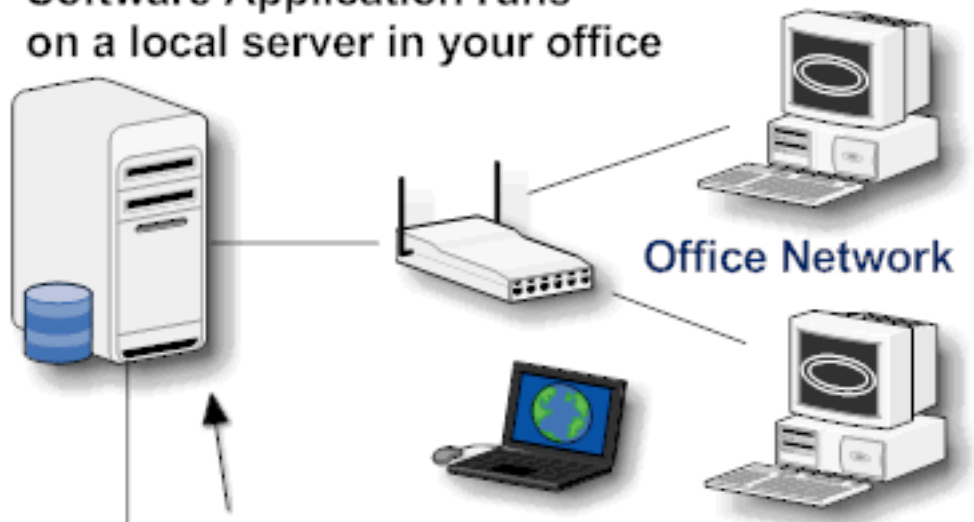 Software Application runs
on a local server in your office
Office Network